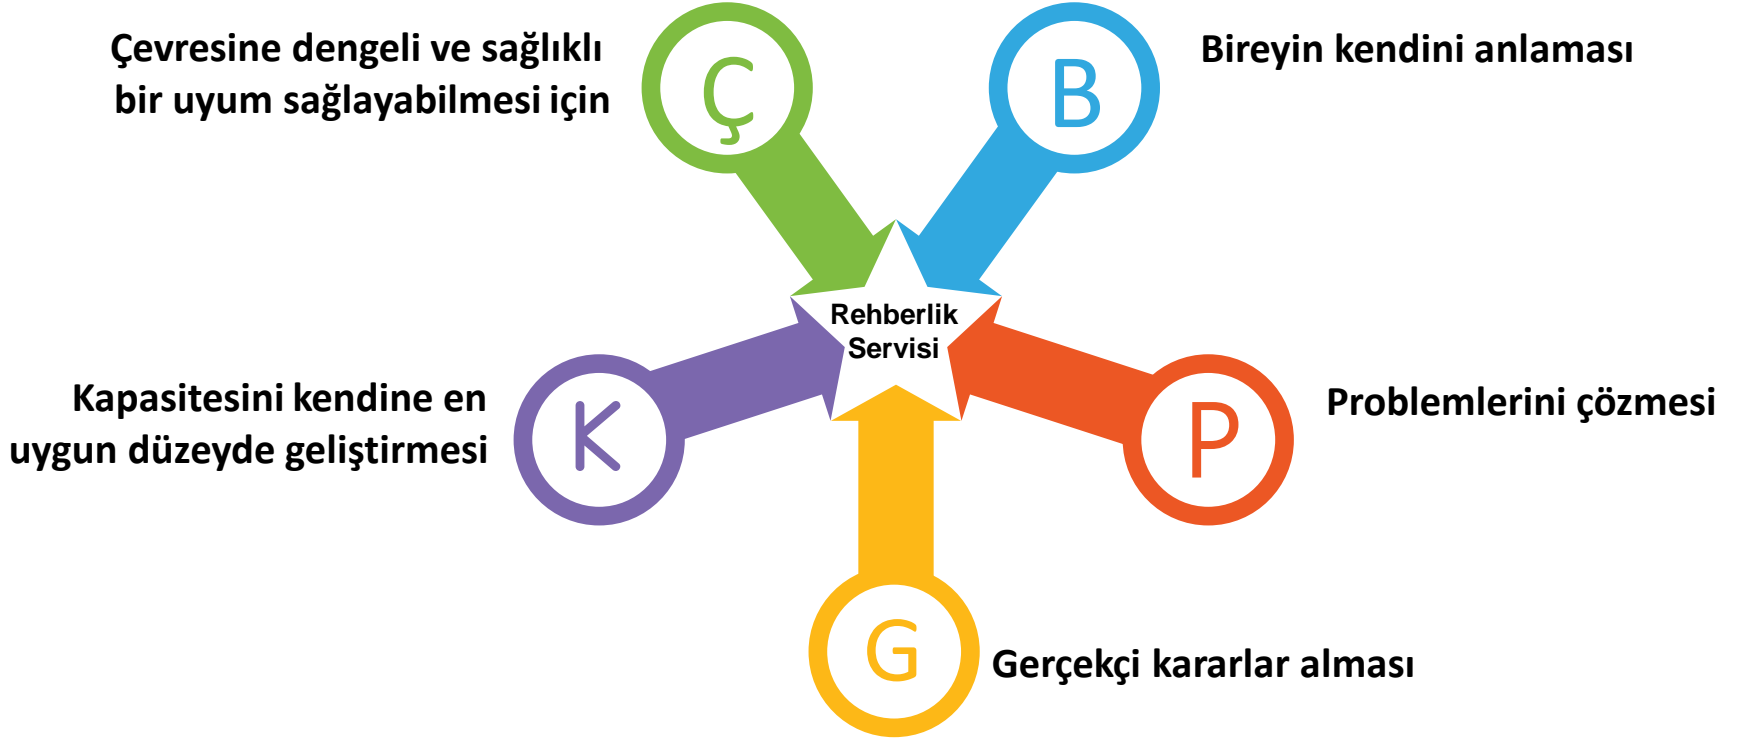 Çevresine dengeli ve sağlıklı
bir uyum sağlayabilmesi için
Ç
B
Bireyin kendini anlaması
Rehberlik
Servisi
Kapasitesini kendine en
uygun düzeyde geliştirmesi
K
P
Problemlerini çözmesi
G
Gerçekçi kararlar alması